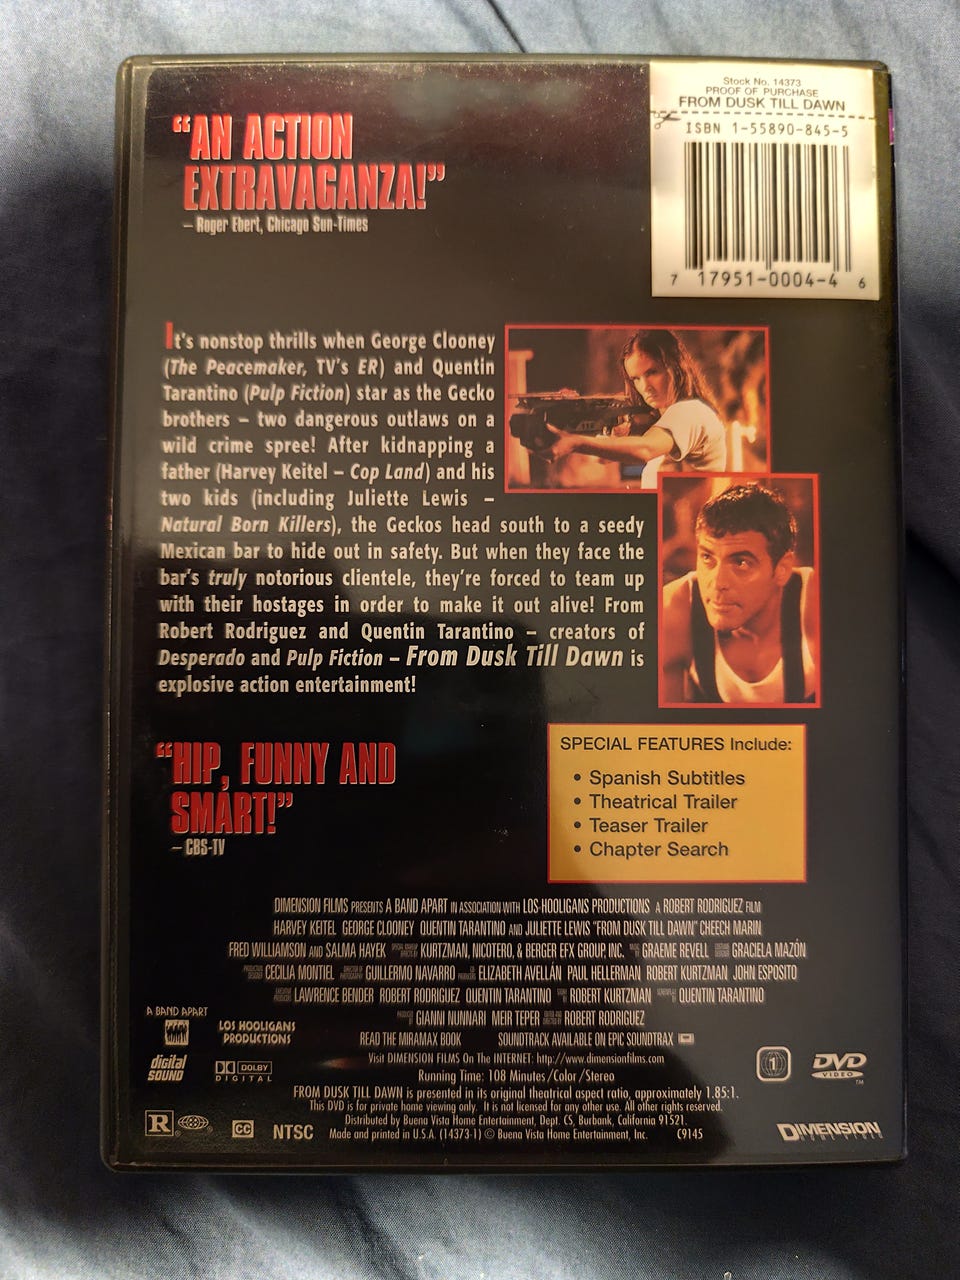 “AN ACTION
EXTRAVAGANZA!”
– Roger Ebert, Chicago Sun-Times
Stock No. 14373
PROOF OF PURCHASE
FROM DUSK TILL DAWN
ISBN 1-55890-845-5
7 17951-0004-4 6
It's nonstop thrills when George Clooney
(The Peacemaker, TV's ER) and Quentin
Tarantino (Pulp Fiction) star as the Gecko
brothers – two dangerous outlaws on a
wild crime spree! After kidnapping a
father (Harvey Keitel – Cop Land) and his
two kids (including Juliette Lewis –
Natural Born Killers), the Geckos head south to a seedy
Mexican bar to hide out in safety. But when they face the
bar's truly notorious clientele, they're forced to team up
with their hostages in order to make it out alive! From
Robert Rodriguez and Quentin Tarantino – creators of
Desperado and Pulp Fiction – From Dusk Till Dawn is
explosive action entertainment!
“HIP, FUNNY AND
SMART!”
– CBS-TV
SPECIAL FEATURES Include:
• Spanish Subtitles
• Theatrical Trailer
• Teaser Trailer
• Chapter Search
DIMENSION FILMS PRESENTS A BAND APART IN ASSOCIATION WITH LOS HOOLIGANS PRODUCTIONS A ROBERT RODRIGUEZ FILM
HARVEY KEITEL GEORGE CLOONEY QUENTIN TARANTINO AND JULIETTE LEWIS “FROM DUSK TILL DAWN” CHEECH MARIN
FRED WILLIAMSON AND SALMA HAYEK KURTZMAN, NICOTERO, & BERGER EFX GROUP, INC. GRAEME REVELL GRACIELA MAZÓN
CECILIA MONTIEL GUILLERMO NAVARRO ELIZABETH AVELLÁN PAUL HELLERMAN ROBERT KURTZMAN JOHN ESPOSITO
LAWRENCE BENDER ROBERT RODRIGUEZ QUENTIN TARANTINO ROBERT KURTZMAN QUENTIN TARANTINO
GIANNI NUNNARI MEIR TEPER ROBERT RODRIGUEZ
READ THE MIRAMAX BOOK SOUNDTRACK AVAILABLE ON EPIC SOUNDTRAX
Visit DIMENSION FILMS On The INTERNET: http://www.dimensionfilms.com
Running Time: 108 Minutes/Color/Stereo
FROM DUSK TILL DAWN is presented in its original theatrical aspect ratio, approximately 1.85:1.
This DVD is for private home viewing only. It is not licensed for any other use. All other rights reserved.
Distributed by Buena Vista Home Entertainment, Dept. CS, Burbank, California 91521.
Made and printed in U.S.A. (14373-1) © Buena Vista Home Entertainment, Inc. C9145
A BAND APART
LOS HOOLIGANS
PRODUCTIONS
digital
SOUND
DOLBY
DIGITAL
R
CC
NTSC
1
DVD
VIDEO
TM
DIMENSION